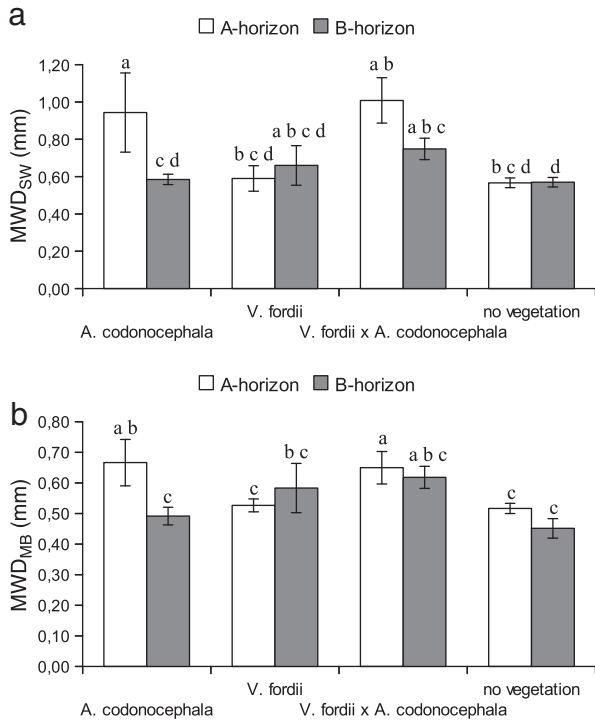 a
A-horizon B-horizon
MWDSW (mm)
1,20
1,00
0,80
0,60
0,40
0,20
0,00
a
c d
b c d
a b c d
a b
a b c
b c d
d
V. fordii no vegetation
A. codonocephala V. fordii x A. codonocephala
A-horizon B-horizon
b
MWDMB (mm)
0,80
0,70
0,60
0,50
0,40
0,30
0,20
0,10
0,00
a b
c
c
b c
a
a b c
c
c
V. fordii no vegetation
A. codonocephala V. fordii x A. codonocephala